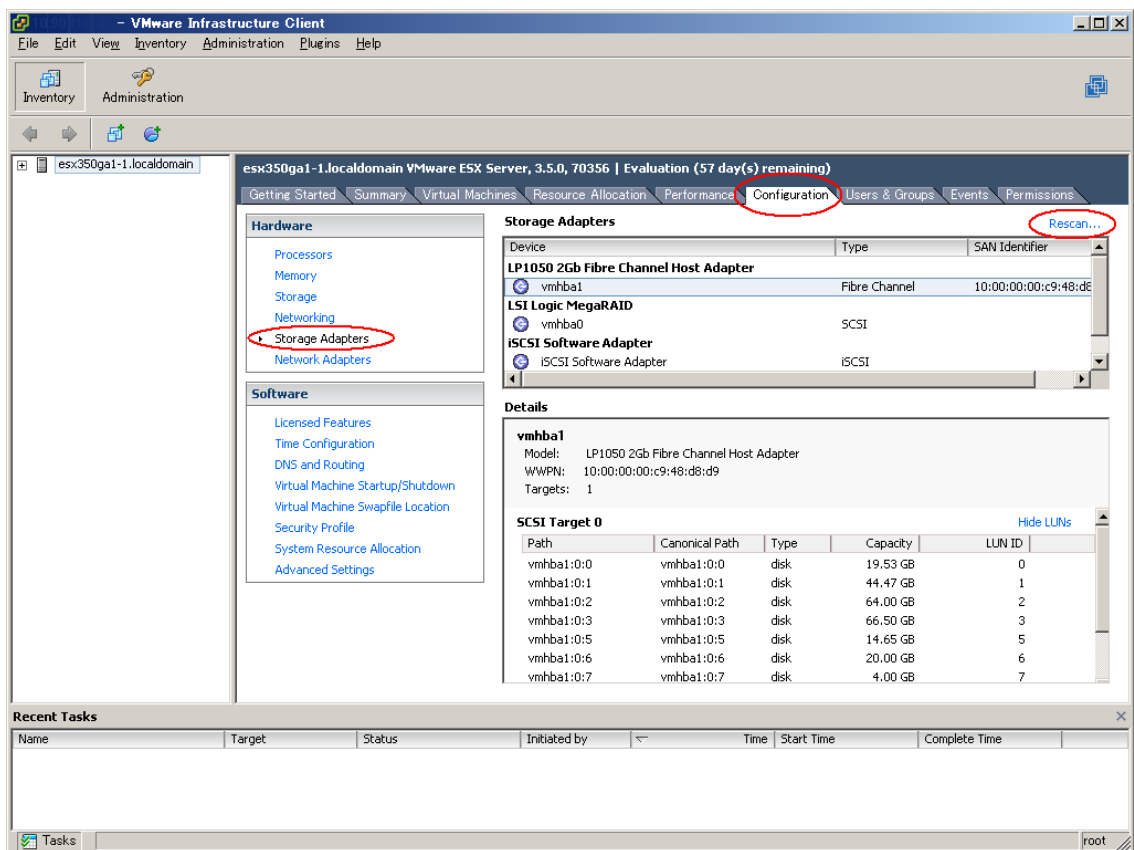 - VMware Infrastructure Client
File Edit View Inventory Administration Plugins Help
Inventory Administration
esx350ga1-1.localdomain
esx350ga1-1.localdomain VMware ESX Server, 3.5.0, 70356 | Evaluation (57 day(s) remaining)
Getting Started Summary Virtual Machines Resource Allocation Performance Configuration Users & Groups Events Permissions
Hardware
Processors
Memory
Storage
Networking
Storage Adapters
Network Adapters
Software
Licensed Features
Time Configuration
DNS and Routing
Virtual Machine Startup/Shutdown
Virtual Machine Swapfile Location
Security Profile
System Resource Allocation
Advanced Settings
Storage Adapters Rescan...
Device Type SAN Identifier
LP1050 2Gb Fibre Channel Host Adapter
vmhba1 Fibre Channel 10:00:00:00:c9:48:d8
LSI Logic MegaRAID
vmhba0 SCSI
iSCSI Software Adapter
iSCSI Software Adapter iSCSI
Details
vmhba1
Model: LP1050 2Gb Fibre Channel Host Adapter
WWPN: 10:00:00:00:c9:48:d8:d9
Targets: 1
SCSI Target 0 Hide LUNs
Path Canonical Path Type Capacity LUN ID
vmhba1:0:0 vmhba1:0:0 disk 19.53 GB 0
vmhba1:0:1 vmhba1:0:1 disk 44.47 GB 1
vmhba1:0:2 vmhba1:0:2 disk 64.00 GB 2
vmhba1:0:3 vmhba1:0:3 disk 66.50 GB 3
vmhba1:0:5 vmhba1:0:5 disk 14.65 GB 5
vmhba1:0:6 vmhba1:0:6 disk 20.00 GB 6
vmhba1:0:7 vmhba1:0:7 disk 4.00 GB 7
Recent Tasks
Name Target Status Initiated by Time Start Time Complete Time
Tasks root